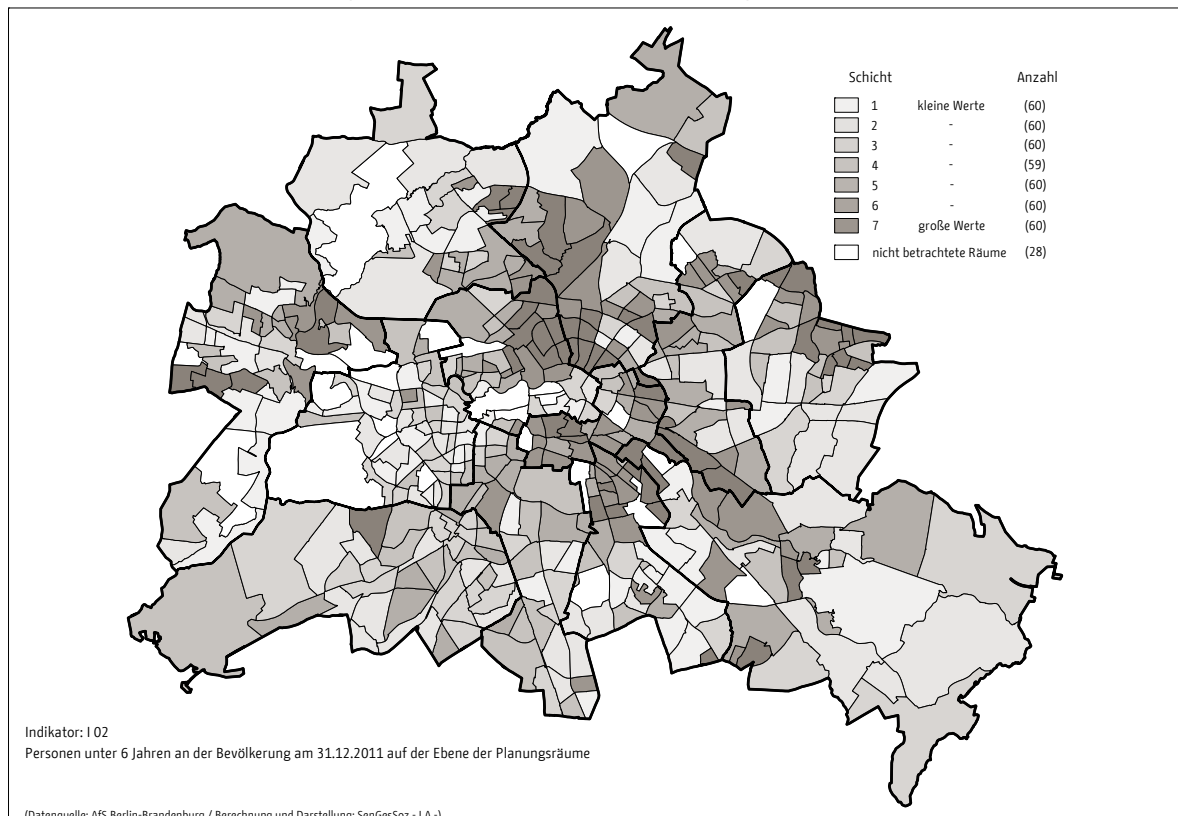 Schicht Anzahl
1 kleine Werte (60)
2 - (60)
3 - (60)
4 - (59)
5 - (60)
6 - (60)
7 große Werte (60)
nicht betrachtete Räume (28)
Indikator: I 02
Personen unter 6 Jahren an der Bevölkerung am 31.12.2011 auf der Ebene der Planungsräume
(Datenquelle: AfS Berlin-Brandenburg / Berechnung und Darstellung: SenGesSoz - I A -)